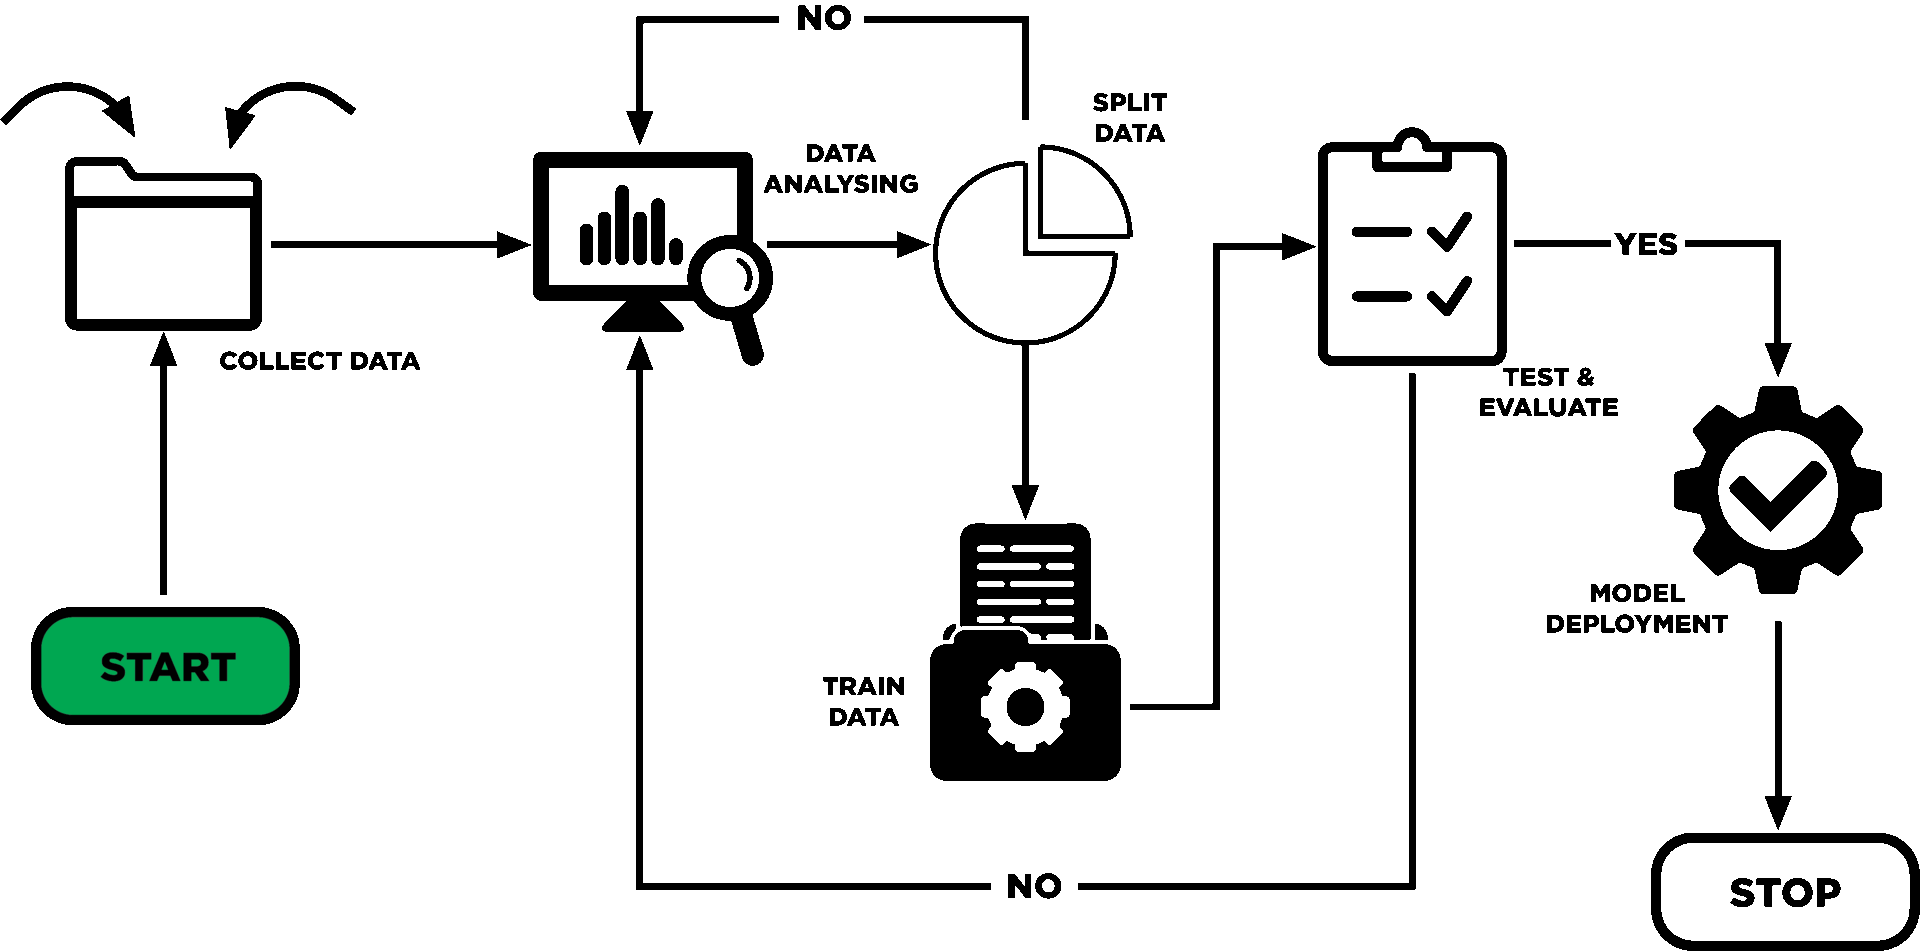 NO
SPLIT
DATA
DATA
ANALYSING
YES
COLLECT DATA
TEST &
EVALUATE
MODEL
DEPLOYMENT
START
TRAIN
DATA
NO
STOP